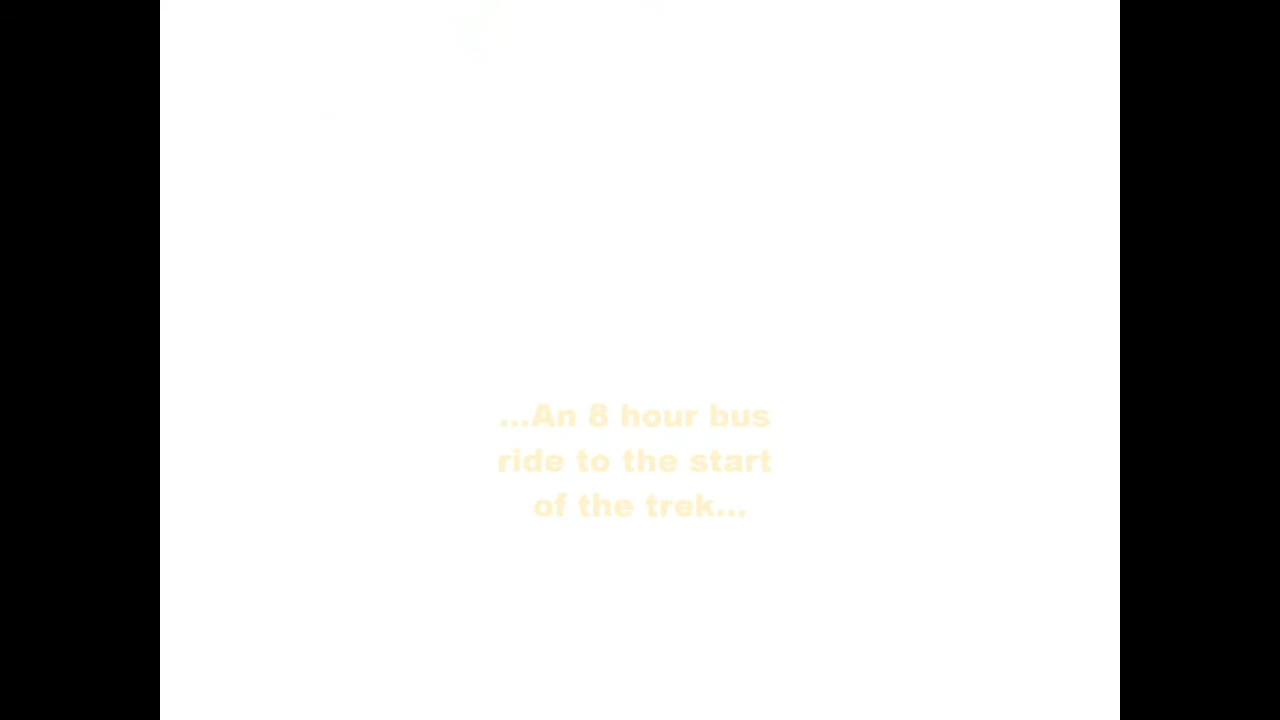 ...An 8 hour bus
ride to the start
of the trek...